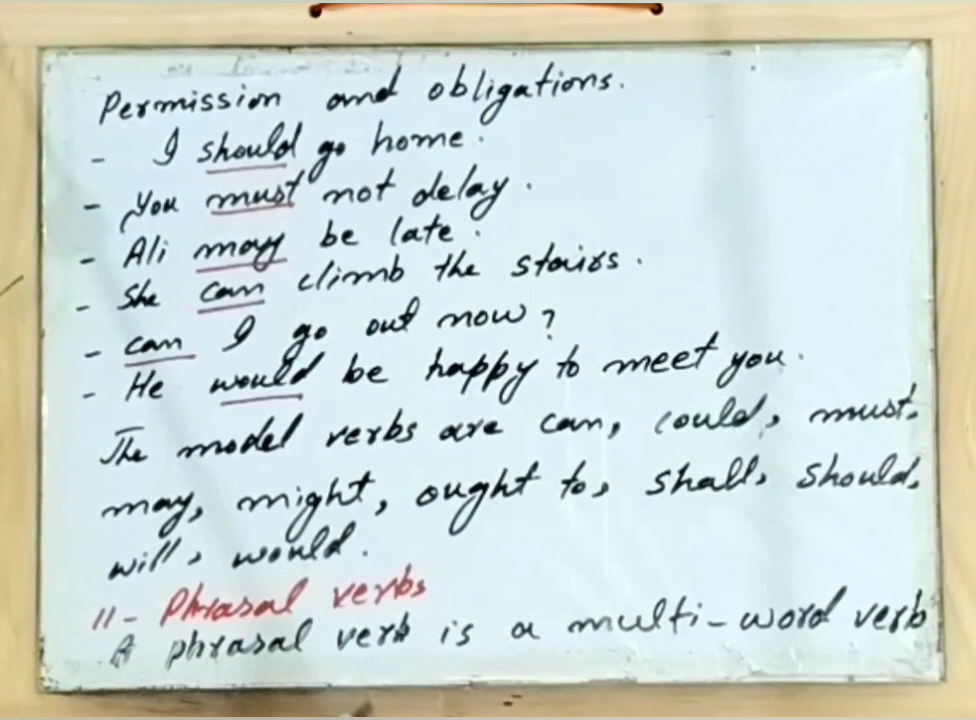 Permission and obligations.
- I should go home.
- You must not delay.
- Ali may be late.
- She can climb the stairs.
- can I go out now?
- He would be happy to meet you.
The model verbs are can, could, must,
may, might, ought to, shall, should,
will, would.
11- Phrasal verbs
A phrasal verb is a multi-word verb